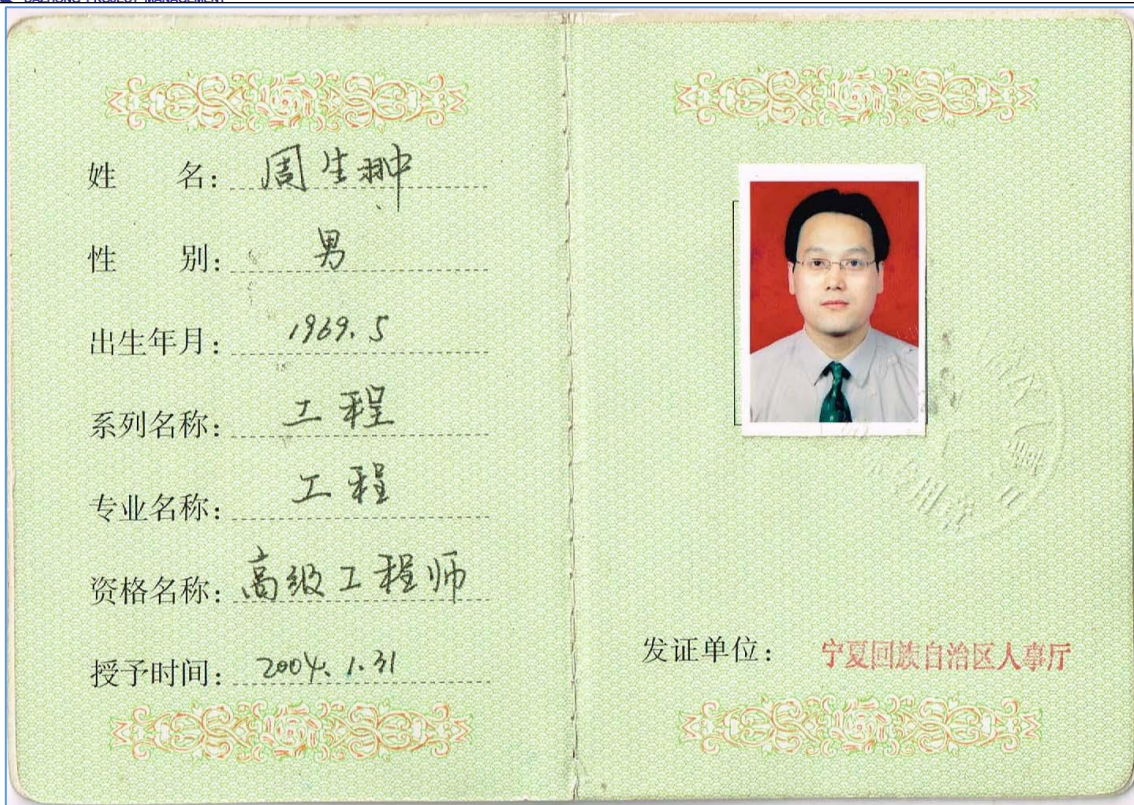 姓 名: 周生翀
性 别: 男
出生年月: 1969.5
系列名称: 工程
专业名称: 工程
资格名称: 高级工程师
授予时间: 2004.1.31
发证单位: 宁夏回族自治区人事厅